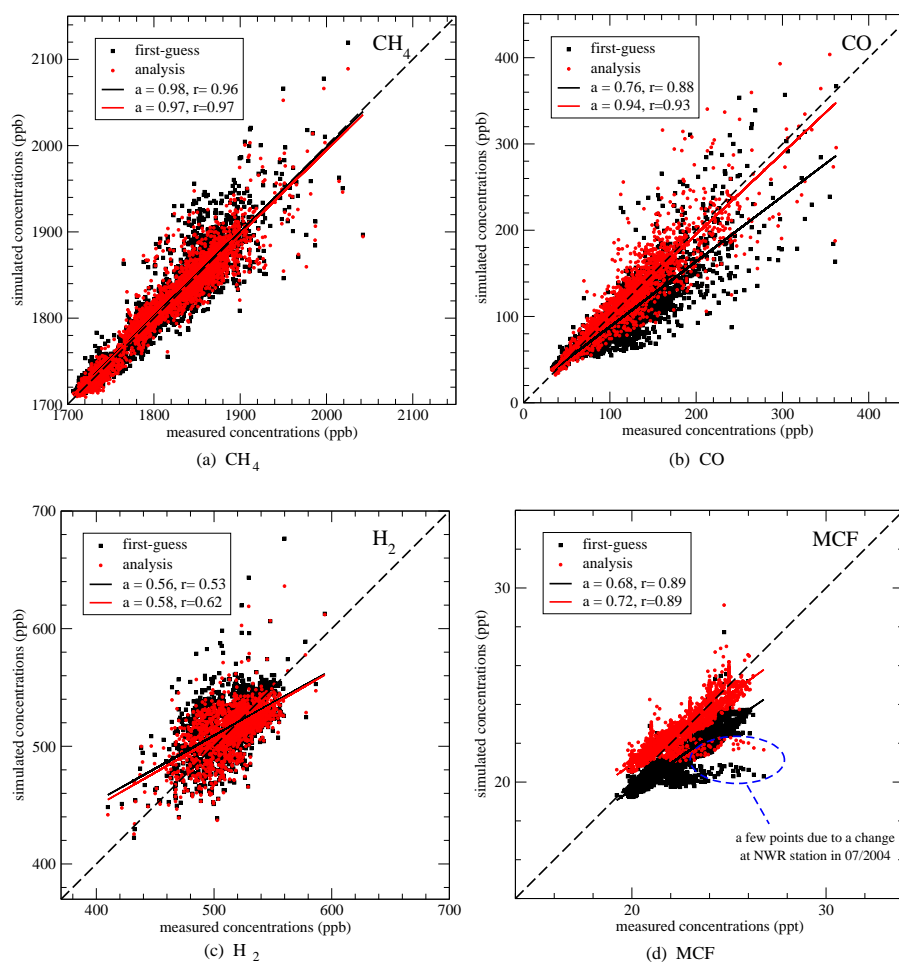 CH4
first-guess
analysis
a = 0.98, r= 0.96
a = 0.97, r=0.97
simulated concentrations (ppb)
2100
2000
1900
1800
1700
1700 1800 1900 2000 2100
measured concentrations (ppb)
(a) CH4
CO
first-guess
analysis
a = 0.76, r= 0.88
a = 0.94, r=0.93
simulated concentrations (ppb)
400
300
200
100
0
0 100 200 300 400
measured concentrations (ppb)
(b) CO
H2
first-guess
analysis
a = 0.56, r= 0.53
a = 0.58, r=0.62
simulated concentrations (ppb)
700
600
500
400
400 500 600 700
measured concentrations (ppb)
(c) H2
MCF
first-guess
analysis
a = 0.68, r= 0.89
a = 0.72, r=0.89
simulated concentrations (ppt)
30
20
a few points due to a change
at NWR station in 07/2004
20 30
measured concentrations (ppt)
(d) MCF